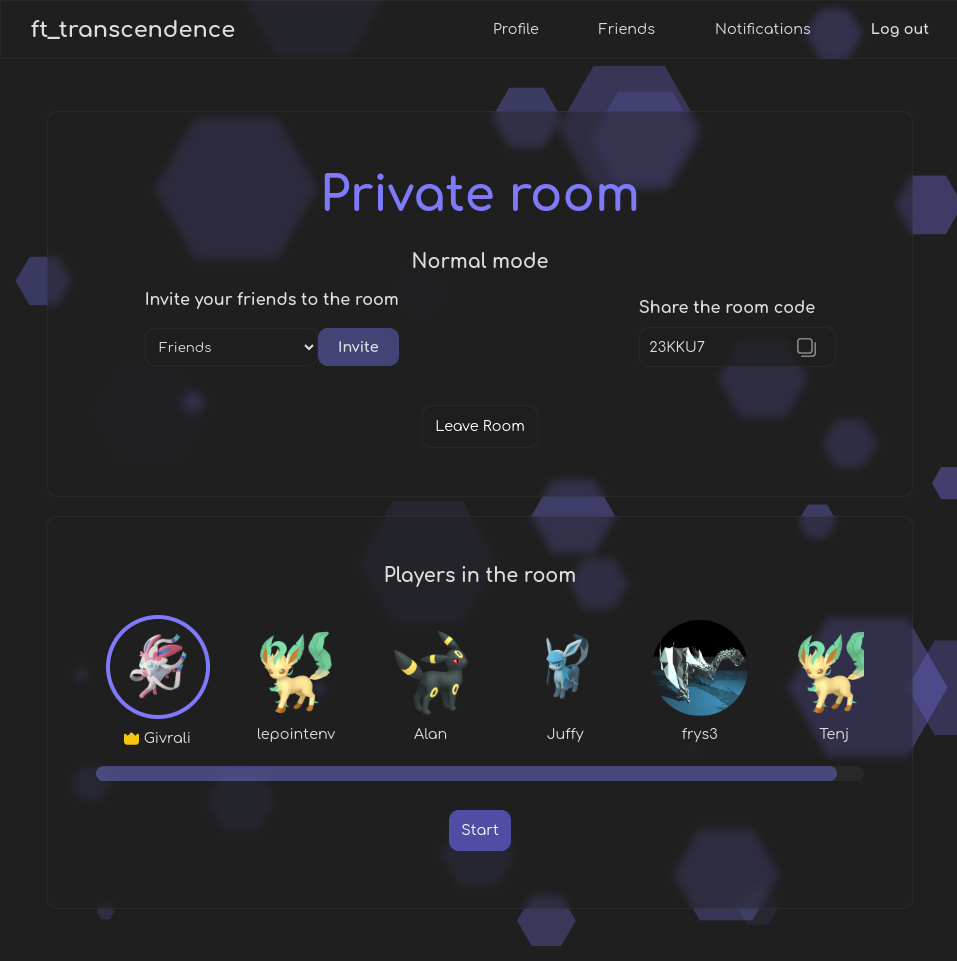 ft_transcendence
Profile
Friends
Notifications
Log out
Private room
Normal mode
Invite your friends to the room
Friends
Invite
Share the room code
23KKU7
Leave Room
Players in the room
Givrali
lepointenv
Alan
Juffy
frys3
Tenj
Start